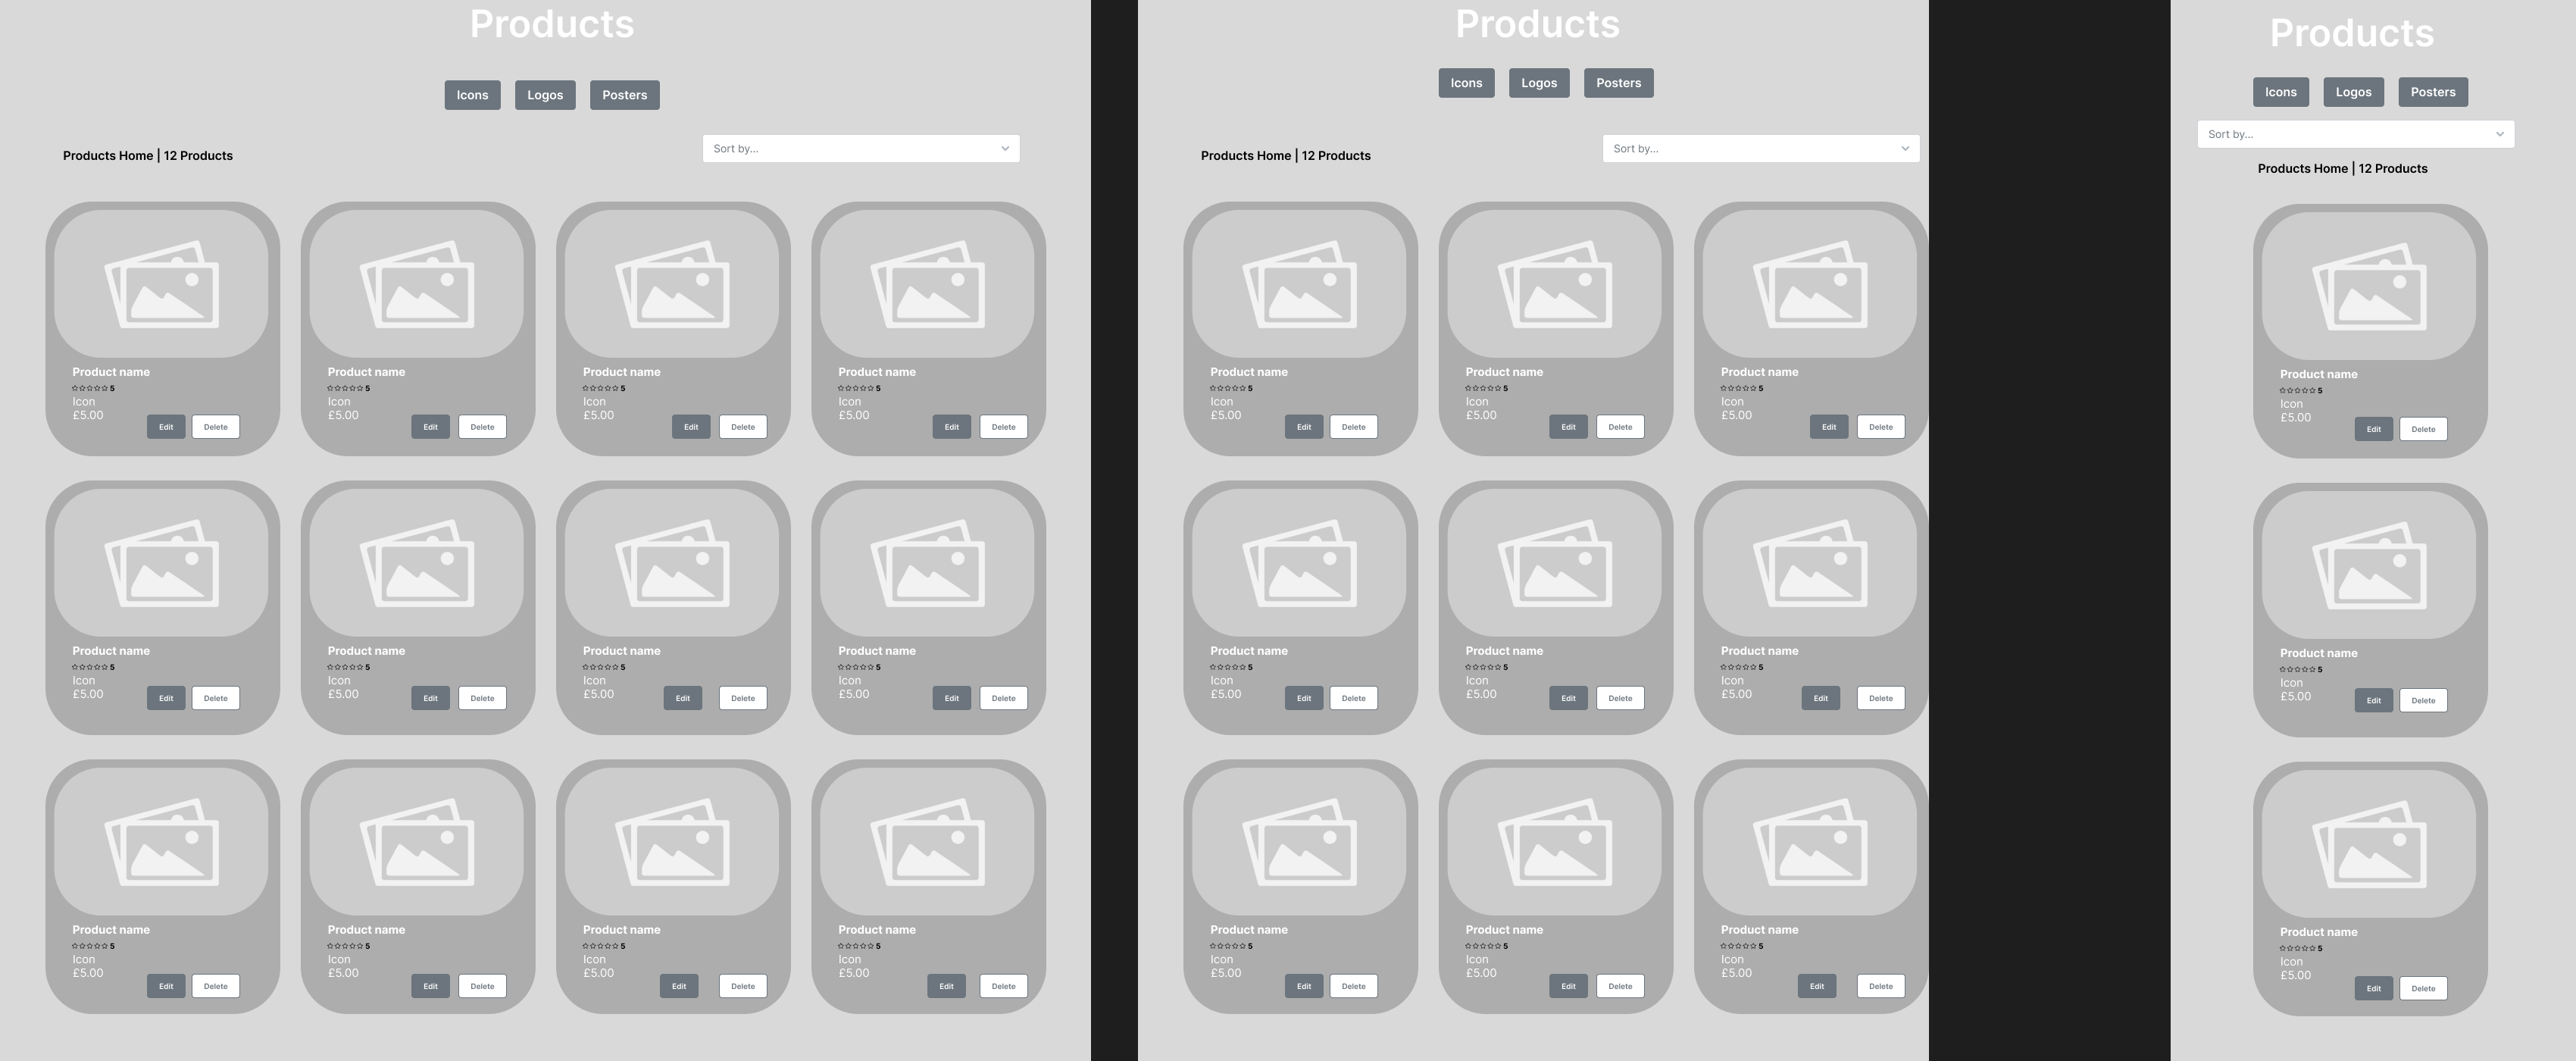 Products
Icons Logos Posters
Sort by...
Products Home | 12 Products
Product name Product name Product name Product name
5 5 5 5
Icon Icon Icon Icon
£5.00 £5.00 £5.00 £5.00
Edit Delete Edit Delete Edit Delete Edit Delete
Product name Product name Product name Product name
5 5 5 5
Icon Icon Icon Icon
£5.00 £5.00 £5.00 £5.00
Edit Delete Edit Delete Edit Delete Edit Delete
Product name Product name Product name Product name
5 5 5 5
Icon Icon Icon Icon
£5.00 £5.00 £5.00 £5.00
Edit Delete Edit Delete Edit Delete Edit Delete
Products
Icons Logos Posters
Sort by...
Products Home | 12 Products
Product name Product name Product name
5 5 5
Icon Icon Icon
£5.00 £5.00 £5.00
Edit Delete Edit Delete Edit Delete
Product name Product name Product name
5 5 5
Icon Icon Icon
£5.00 £5.00 £5.00
Edit Delete Edit Delete Edit Delete
Product name Product name Product name
5 5 5
Icon Icon Icon
£5.00 £5.00 £5.00
Edit Delete Edit Delete Edit Delete
Products
Icons Logos Posters
Sort by...
Products Home | 12 Products
Product name
5
Icon
£5.00
Edit Delete
Product name
5
Icon
£5.00
Edit Delete
Product name
5
Icon
£5.00
Edit Delete